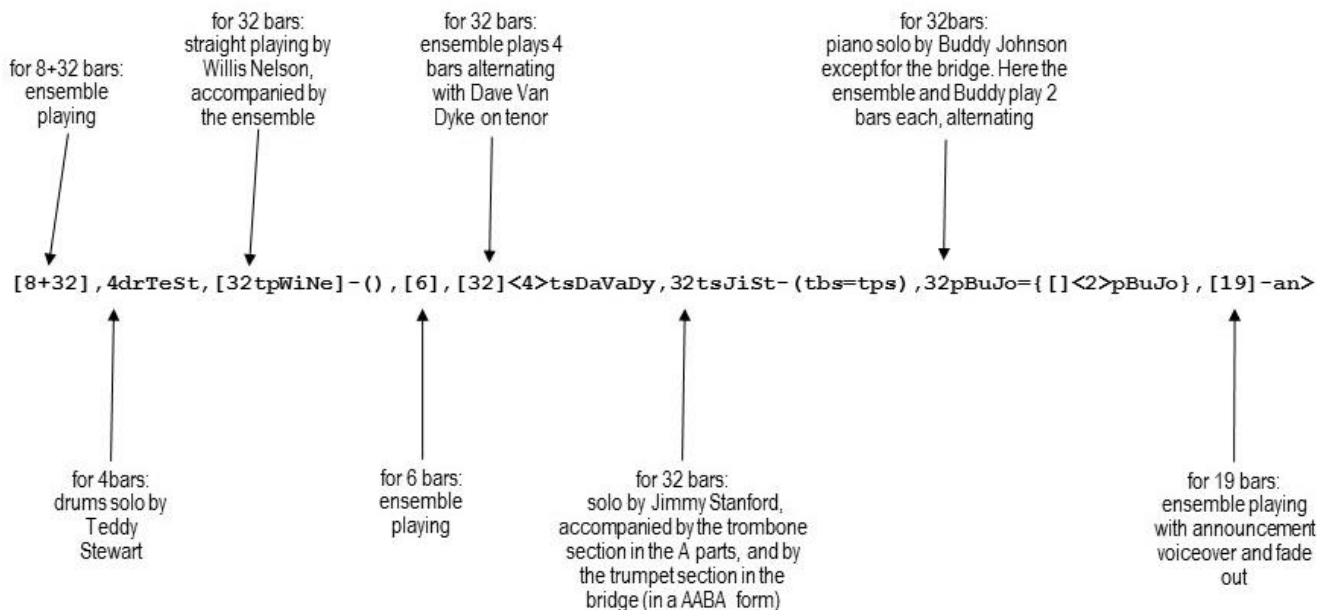 for 8+32 bars:
ensemble
playing
for 32 bars:
straight playing by
Willis Nelson,
accompanied by
the ensemble
for 32 bars:
ensemble plays 4
bars alternating
with Dave Van
Dyke on tenor
for 32bars:
piano solo by Buddy Johnson
except for the bridge. Here the
ensemble and Buddy play 2
bars each, alternating
[8+32],4drTeSt,[32tpWiNe]-(),[6],[32]<4>tsDaVaDy,32tsJiSt-(tbs=tps),32pBuJo={[]<2>pBuJo},[19]-an>
for 4bars:
drums solo by
Teddy
Stewart
for 6 bars:
ensemble
playing
for 32 bars:
solo by Jimmy Stanford,
accompanied by the trombone
section in the A parts, and by
the trumpet section in the
bridge (in a AABA form)
for 19 bars:
ensemble playing
with announcement
voiceover and fade
out